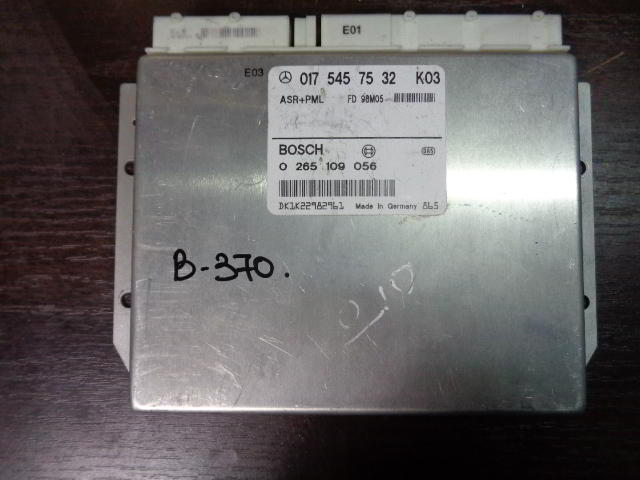 E01
E03
017 545 75 32 K03
ASR+PML FD 98M05
BOSCH 865
0 265 109 056
DK1K22982961 Made In Germany 865
B-370.